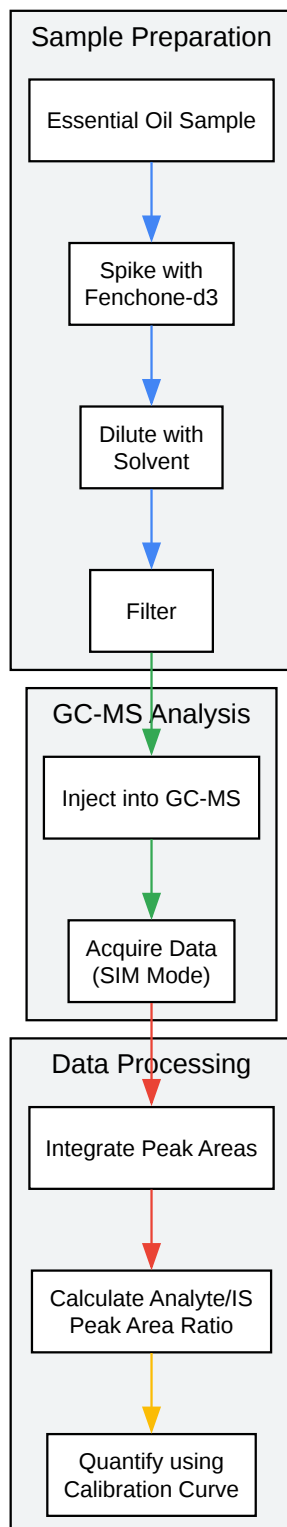 Sample Preparation
Essential Oil Sample
Spike with
Fenchone-d3
Dilute with
Solvent
Filter
GC-MS Analysis
Inject into GC-MS
Acquire Data
(SIM Mode)
Data Processing
Integrate Peak Areas
Calculate Analyte/IS
Peak Area Ratio
Quantify using
Calibration Curve